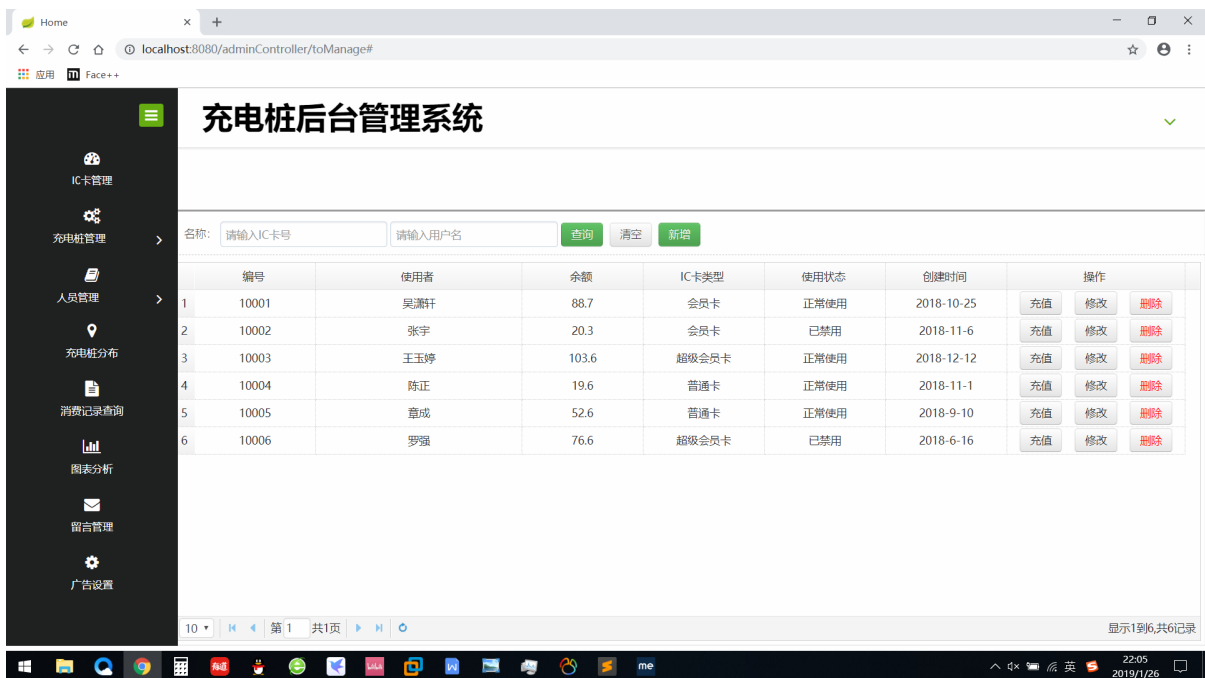 Home
localhost:8080/adminController/toManage#
应用 Face++
充电桩后台管理系统
IC卡管理
充电桩管理
人员管理
充电桩分布
消费记录查询
图表分析
留言管理
广告设置
名称: 请输入IC卡号 请输入用户名 查询 清空 新增
编号 使用者 余额 IC卡类型 使用状态 创建时间 操作
1 10001 吴潇轩 88.7 会员卡 正常使用 2018-10-25 充值 修改 删除
2 10002 张宇 20.3 会员卡 已禁用 2018-11-6 充值 修改 删除
3 10003 王玉婷 103.6 超级会员卡 正常使用 2018-12-12 充值 修改 删除
4 10004 陈正 19.6 普通卡 正常使用 2018-11-1 充值 修改 删除
5 10005 章成 52.6 普通卡 正常使用 2018-9-10 充值 修改 删除
6 10006 罗强 76.6 超级会员卡 已禁用 2018-6-16 充值 修改 删除
10 第 1 共1页 显示1到6,共6记录
有道 me 英 22:05
2019/1/26